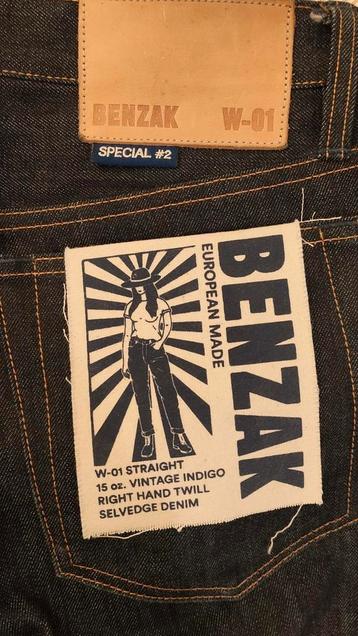 BENZAK W-01
SPECIAL #2
BENZAK
EUROPEAN MADE
W-01 STRAIGHT
15 oz. VINTAGE INDIGO
RIGHT HAND TWILL
SELVEDGE DENIM